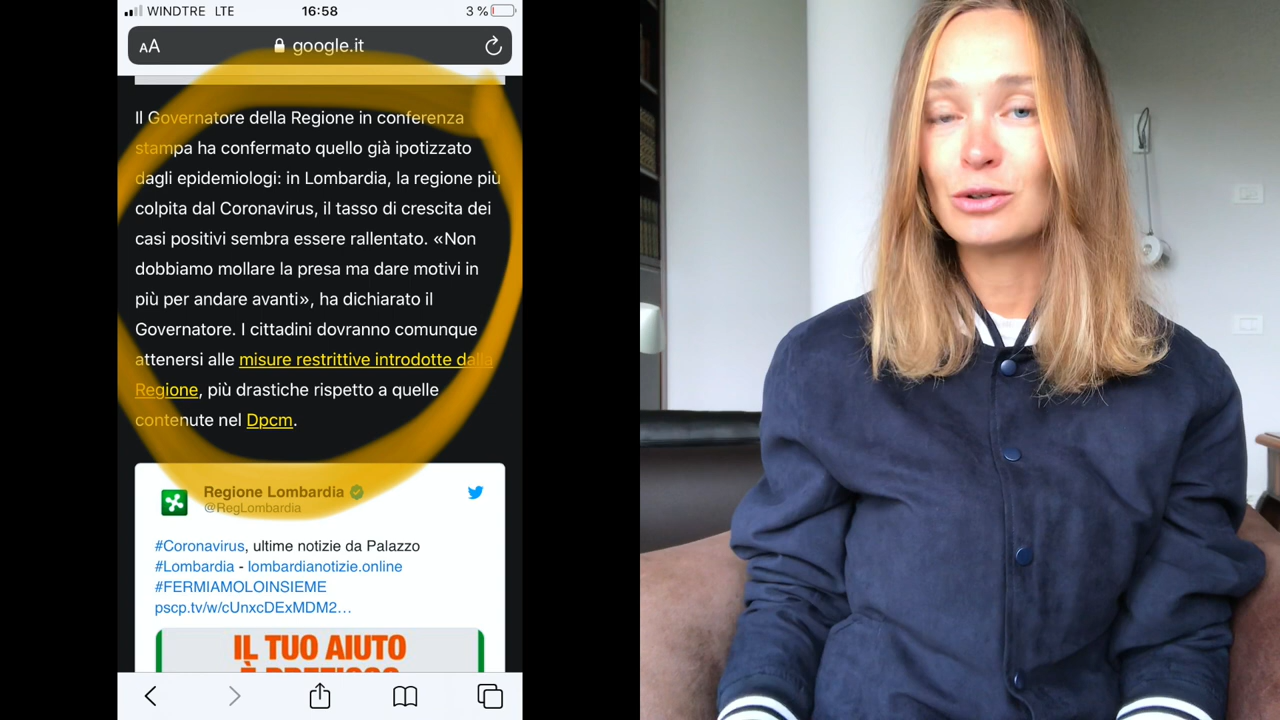 WINDTRE LTE 16:58 3 %
AA google.it
Il Governatore della Regione in conferenza
stampa ha confermato quello già ipotizzato
dagli epidemiologi: in Lombardia, la regione più
colpita dal Coronavirus, il tasso di crescita dei
casi positivi sembra essere rallentato. «Non
dobbiamo mollare la presa ma dare motivi in
più per andare avanti», ha dichiarato il
Governatore. I cittadini dovranno comunque
attenersi alle misure restrittive introdotte dalla
Regione, più drastiche rispetto a quelle
contenute nel Dpcm.
Regione Lombardia
@RegLombardia
#Coronavirus, ultime notizie da Palazzo
#Lombardia - lombardianotizie.online
#FERMIAMOLOINSIEME
pscp.tv/w/cUnxcDExMDM2…
IL TUO AIUTO
È PREZIOSO